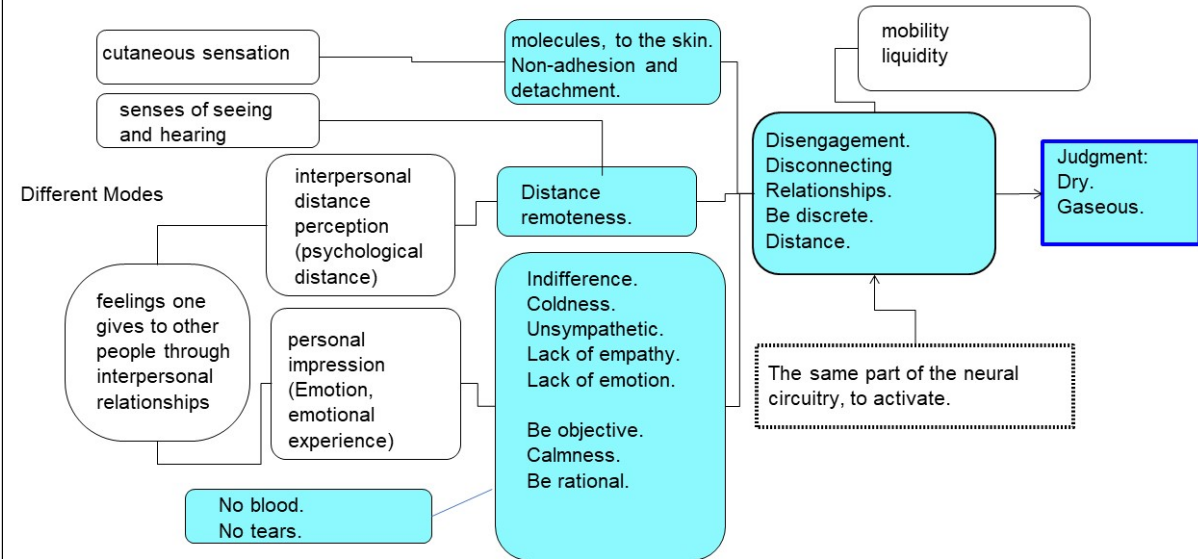 cutaneous sensation
molecules, to the skin.
Non-adhesion and
detachment.
mobility
liquidity
senses of seeing
and hearing
Different Modes
interpersonal
distance
perception
(psychological
distance)
Distance
remoteness.
Disengagement.
Disconnecting
Relationships.
Be discrete.
Distance.
Judgment:
Dry.
Gaseous.
feelings one
gives to other
people through
interpersonal
relationships
personal
impression
(Emotion,
emotional
experience)
Indifference.
Coldness.
Unsympathetic.
Lack of empathy.
Lack of emotion.
Be objective.
Calmness.
Be rational.
The same part of the neural
circuitry, to activate.
No blood.
No tears.